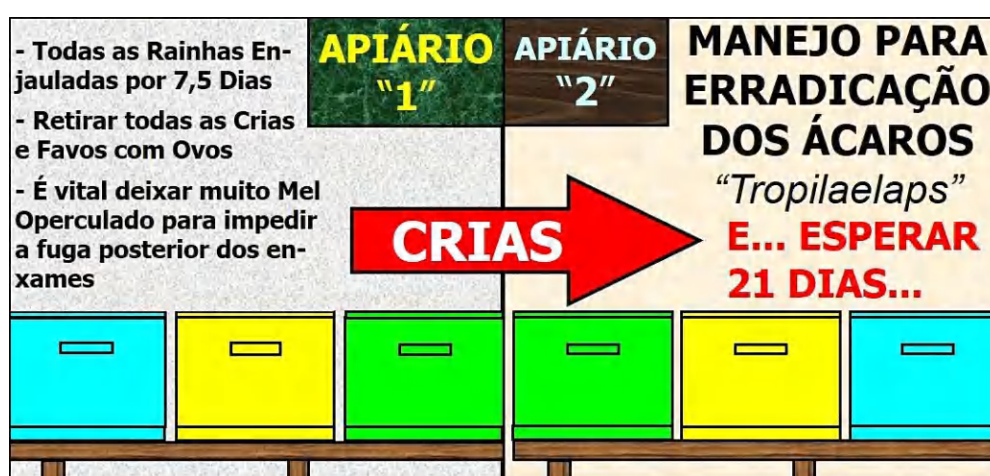 - Todas as Rainhas En-
jauladas por 7,5 Dias
- Retirar todas as Crias
e Favos com Ovos
- É vital deixar muito Mel
Operculado para impedir
a fuga posterior dos en-
xames
APIÁRIO
"1"
APIÁRIO
"2"
MANEJO PARA
ERRADICAÇÃO
DOS ÁCAROS
"Tropilaelaps"
E... ESPERAR
21 DIAS...
CRIAS